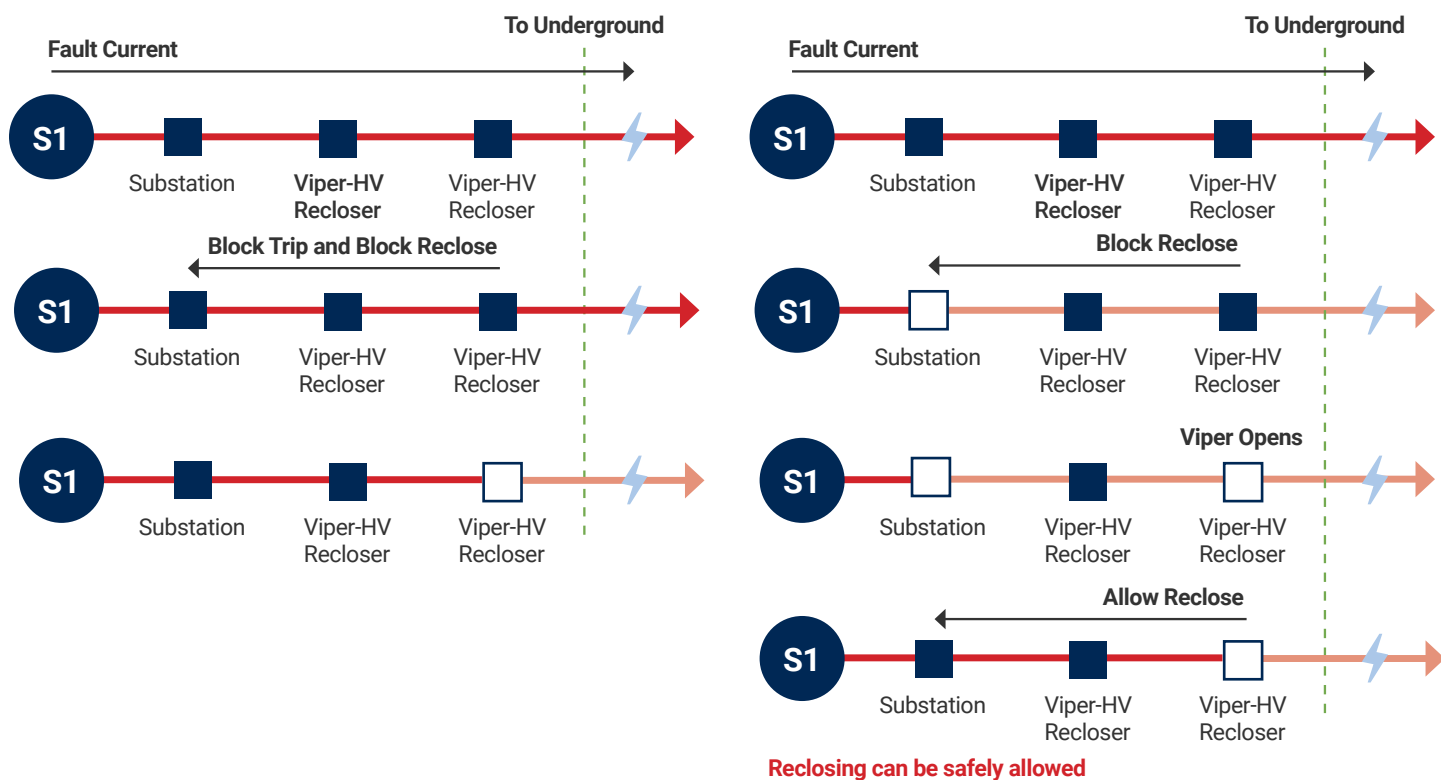 To Underground
Fault Current
S1
Substation
Viper-HV
Recloser
Viper-HV
Recloser
Block Trip and Block Reclose
S1
Substation
Viper-HV
Recloser
Viper-HV
Recloser
S1
Substation
Viper-HV
Recloser
Viper-HV
Recloser
To Underground
Fault Current
S1
Substation
Viper-HV
Recloser
Viper-HV
Recloser
Block Reclose
S1
Substation
Viper-HV
Recloser
Viper-HV
Recloser
Viper Opens
S1
Substation
Viper-HV
Recloser
Viper-HV
Recloser
Allow Reclose
S1
Substation
Viper-HV
Recloser
Viper-HV
Recloser
Reclosing can be safely allowed